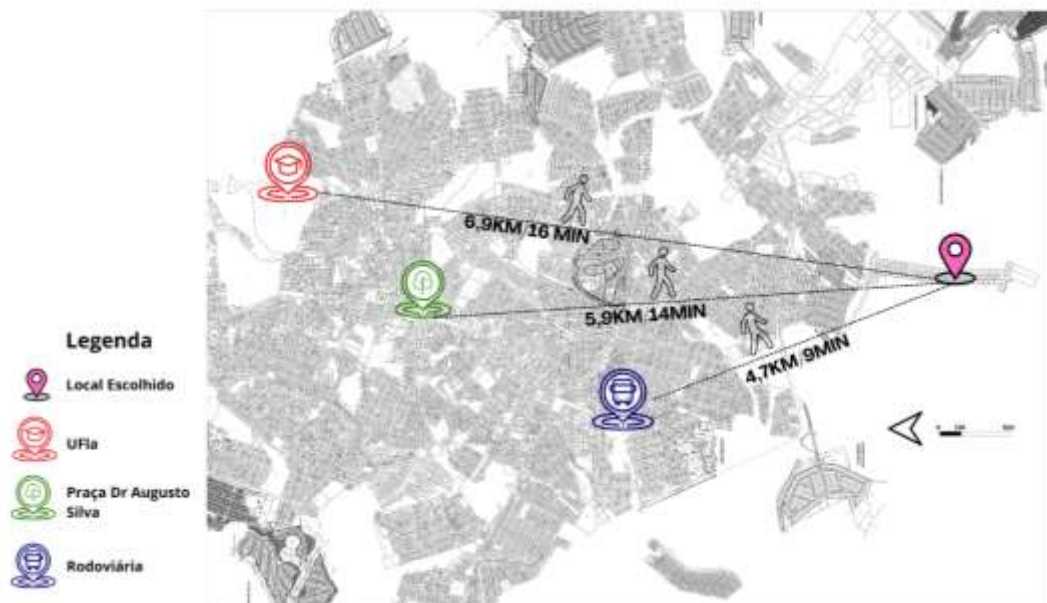 6,9KM/16 MIN
5,9KM/14MIN
4,7KM/9MIN
Legenda
Local Escolhido
UFla
Praça Dr Augusto
Silva
Rodoviária